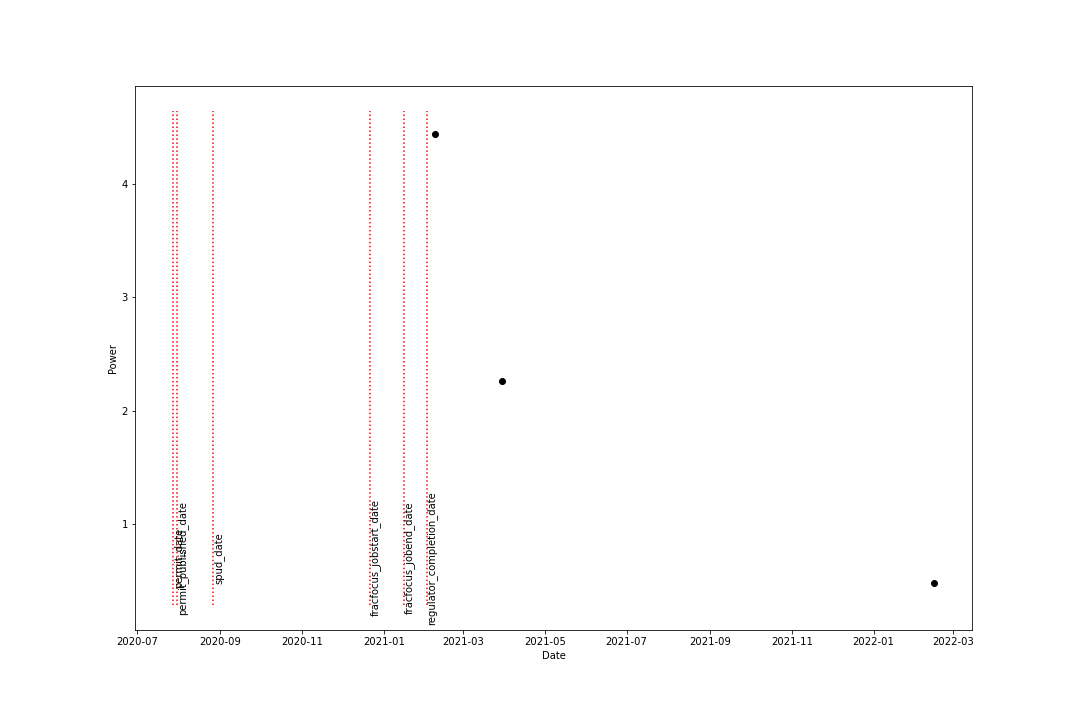 4
3
2
1
Power
permit_date
permit_published_date
spud_date
fracfocus_jobstart_date
fracfocus_jobend_date
regulator_completion_date
2020-07 2020-09 2020-11 2021-01 2021-03 2021-05 2021-07 2021-09 2021-11 2022-01 2022-03
Date